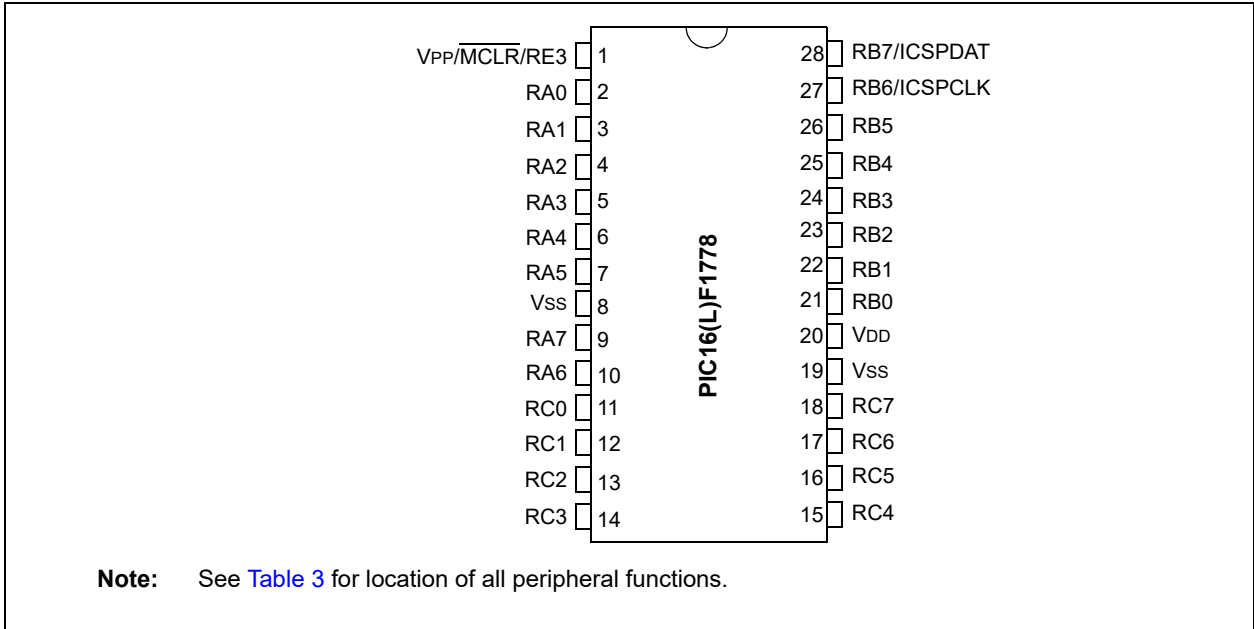 VPP/MCLR/RE3 1 28 RB7/ICSPDAT
RA0 2 27 RB6/ICSPCLK
RA1 3 26 RB5
RA2 4 25 RB4
RA3 5 24 RB3
RA4 6 23 RB2
RA5 7 22 RB1
VSS 8 21 RB0
RA7 9 20 VDD
RA6 10 19 VSS
RC0 11 18 RC7
RC1 12 17 RC6
RC2 13 16 RC5
RC3 14 15 RC4
PIC16(L)F1778
Note: See Table 3 for location of all peripheral functions.